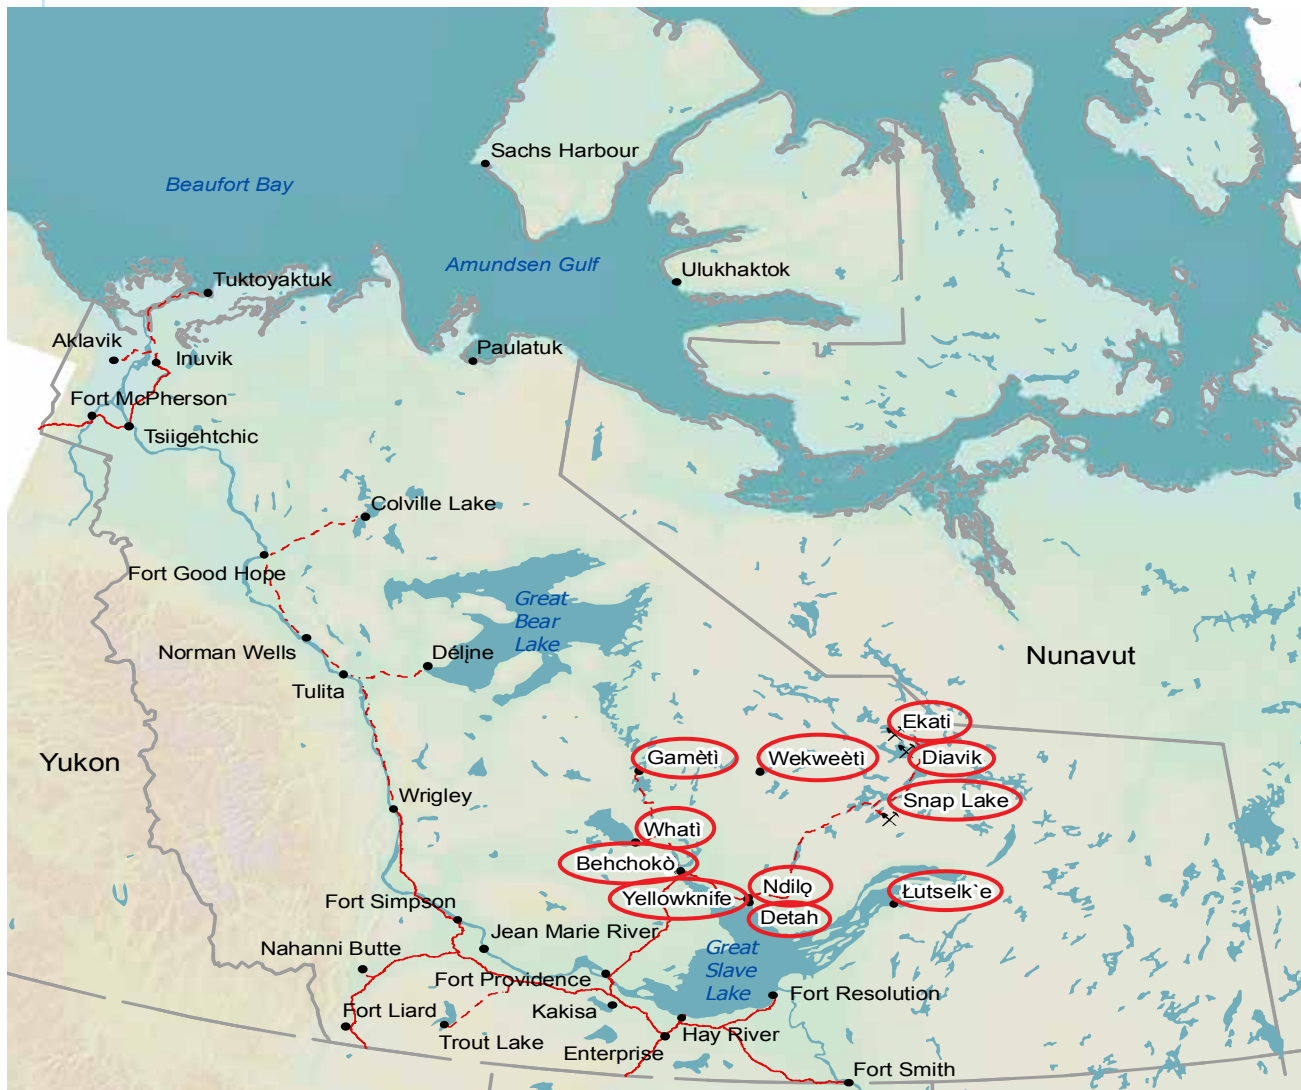 Sachs Harbour
Beaufort Bay
Amundsen Gulf
Ulukhaktok
Tuktoyaktuk
Aklavik
Inuvik
Paulatuk
Fort McPherson
Tsiigehtchic
Colville Lake
Fort Good Hope
Great
Bear
Lake
Norman Wells
Délįne
Tulita
Nunavut
Ekati
Yukon
Gamètì
Wekweètì
Diavik
Wrigley
Snap Lake
Whatì
Behchokò
Ndilǫ
Łutselk`e
Yellowknife
Fort Simpson
Detah
Jean Marie River
Nahanni Butte
Great
Slave
Lake
Fort Providence
Fort Resolution
Fort Liard
Kakisa
Trout Lake
Hay River
Enterprise
Fort Smith